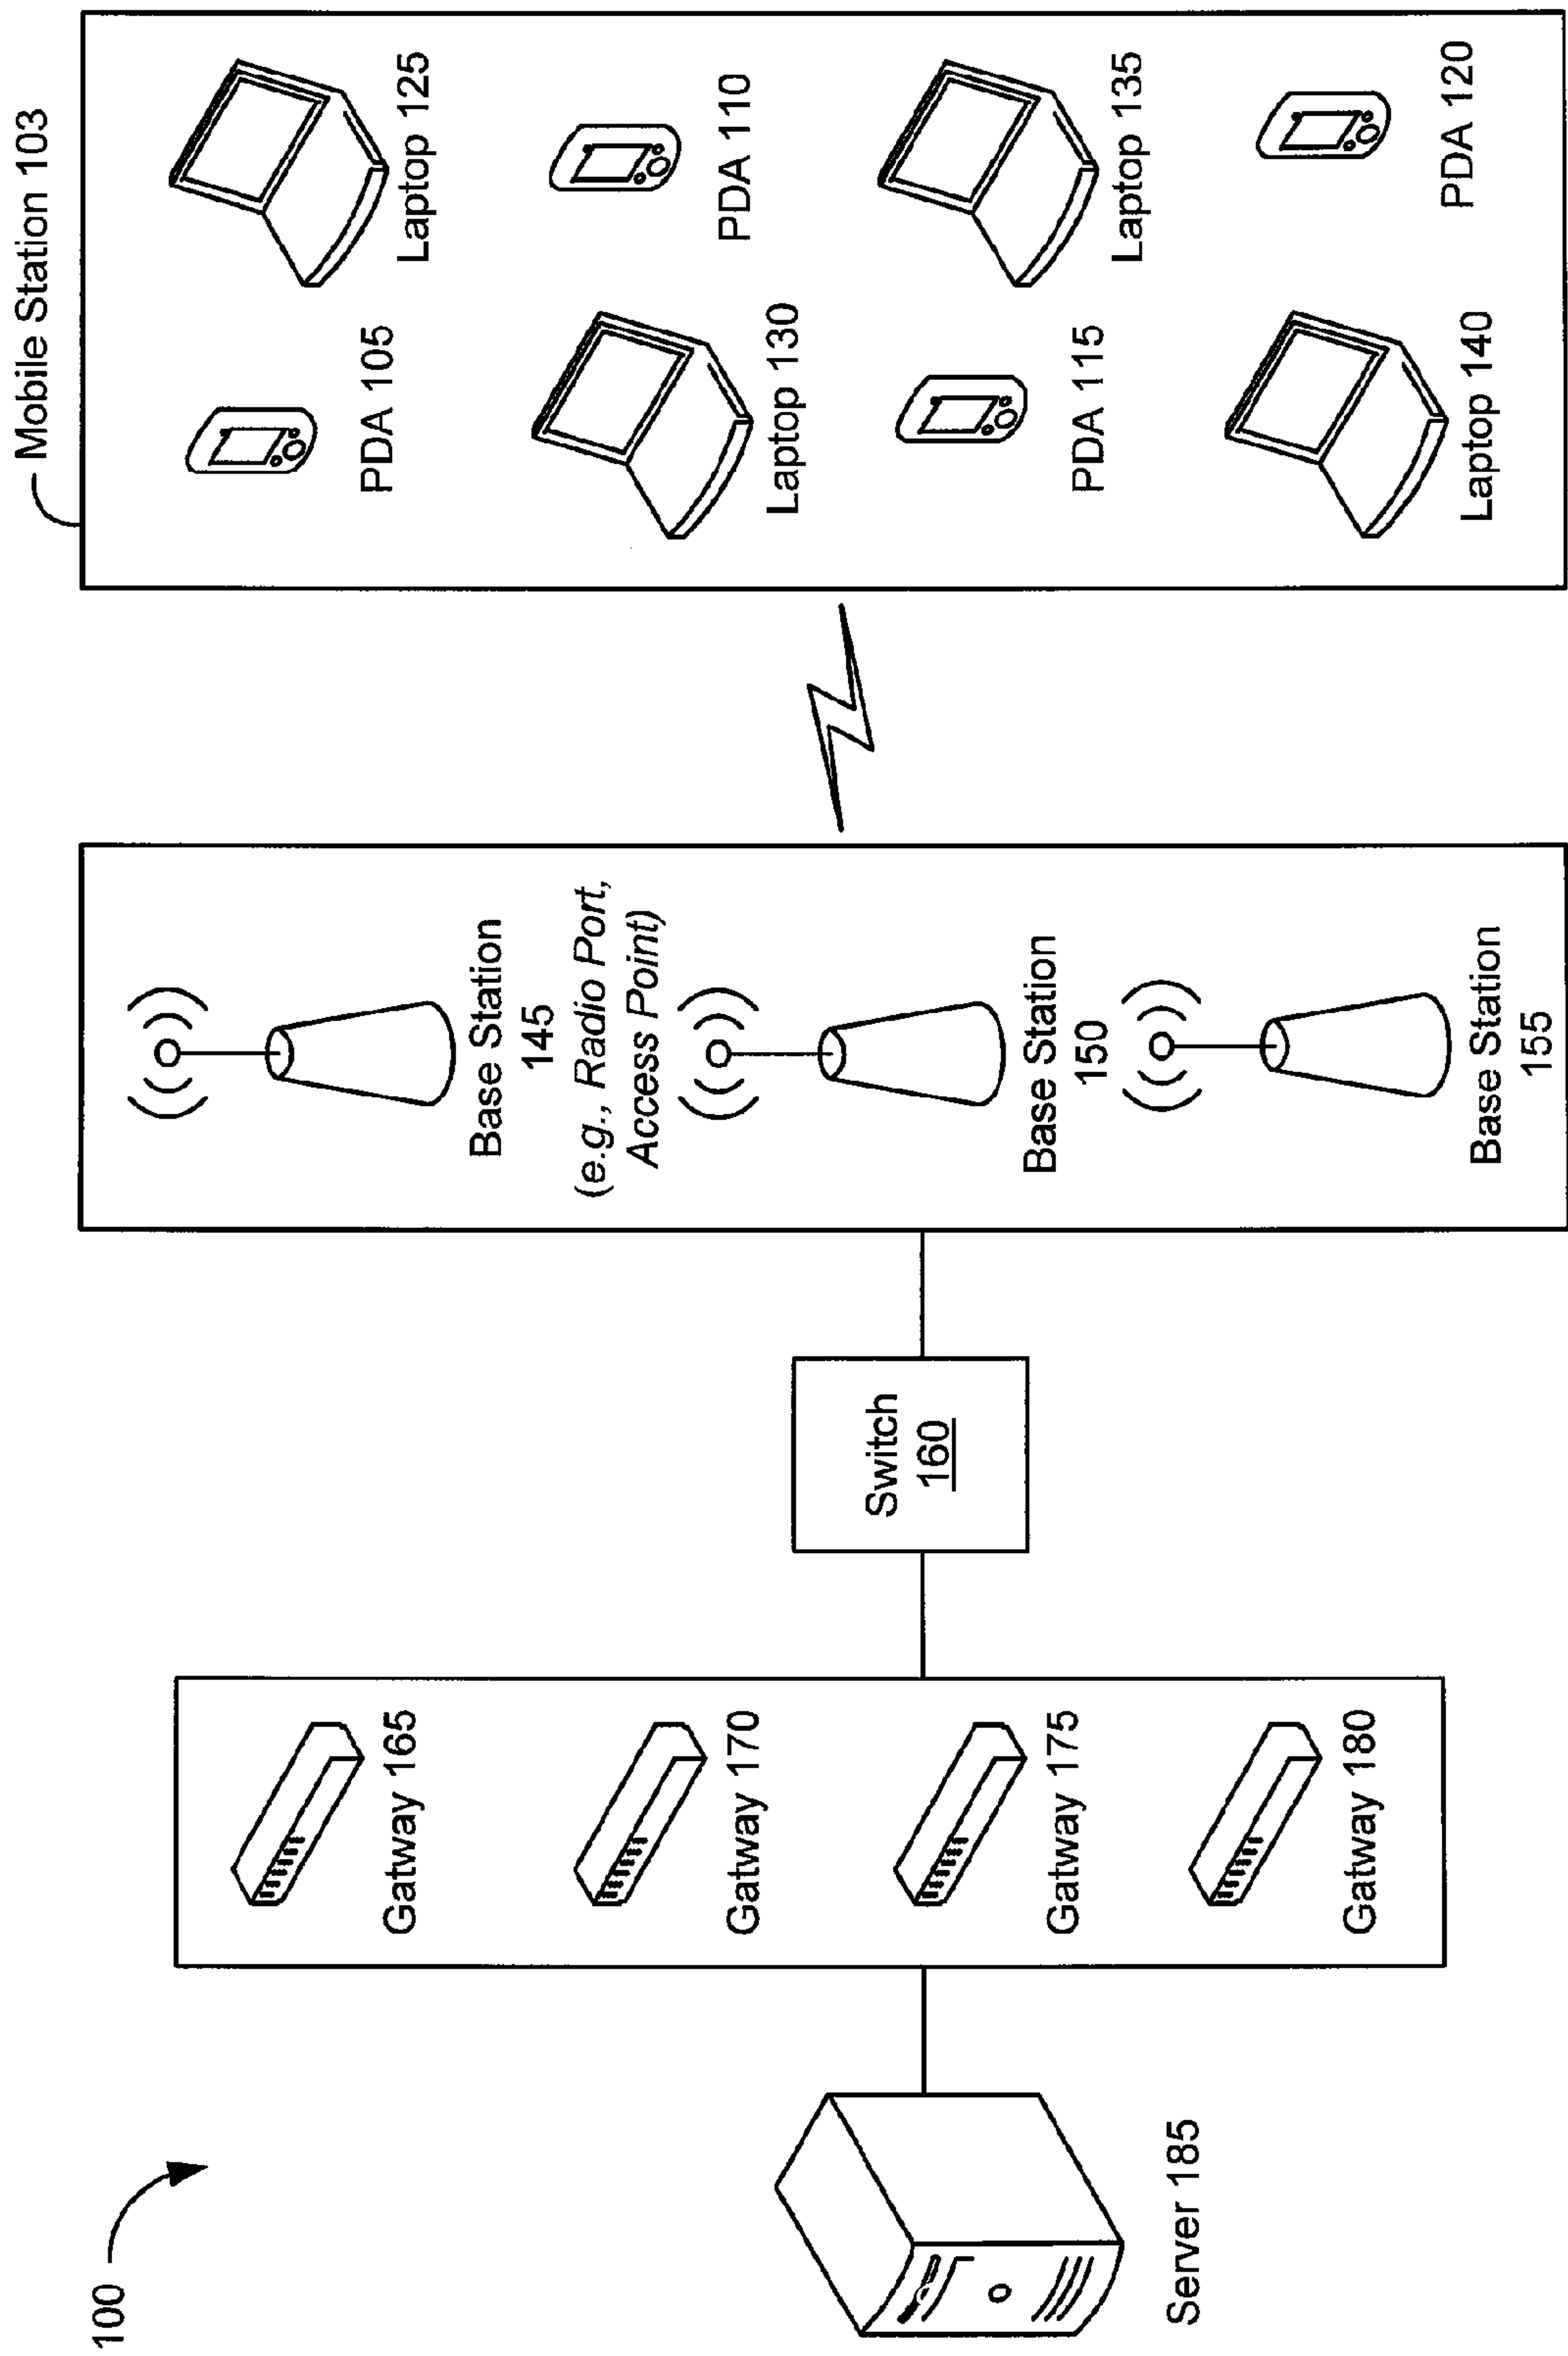 100
Server 185
Gatway 165
Gatway 170
Gatway 175
Gatway 180
Switch
160
Base Station
145
(e.g., Radio Port,
Access Point)
Base Station
150
Base Station
155
Mobile Station 103
PDA 105
Laptop 125
Laptop 130
PDA 110
PDA 115
Laptop 135
Laptop 140
PDA 120